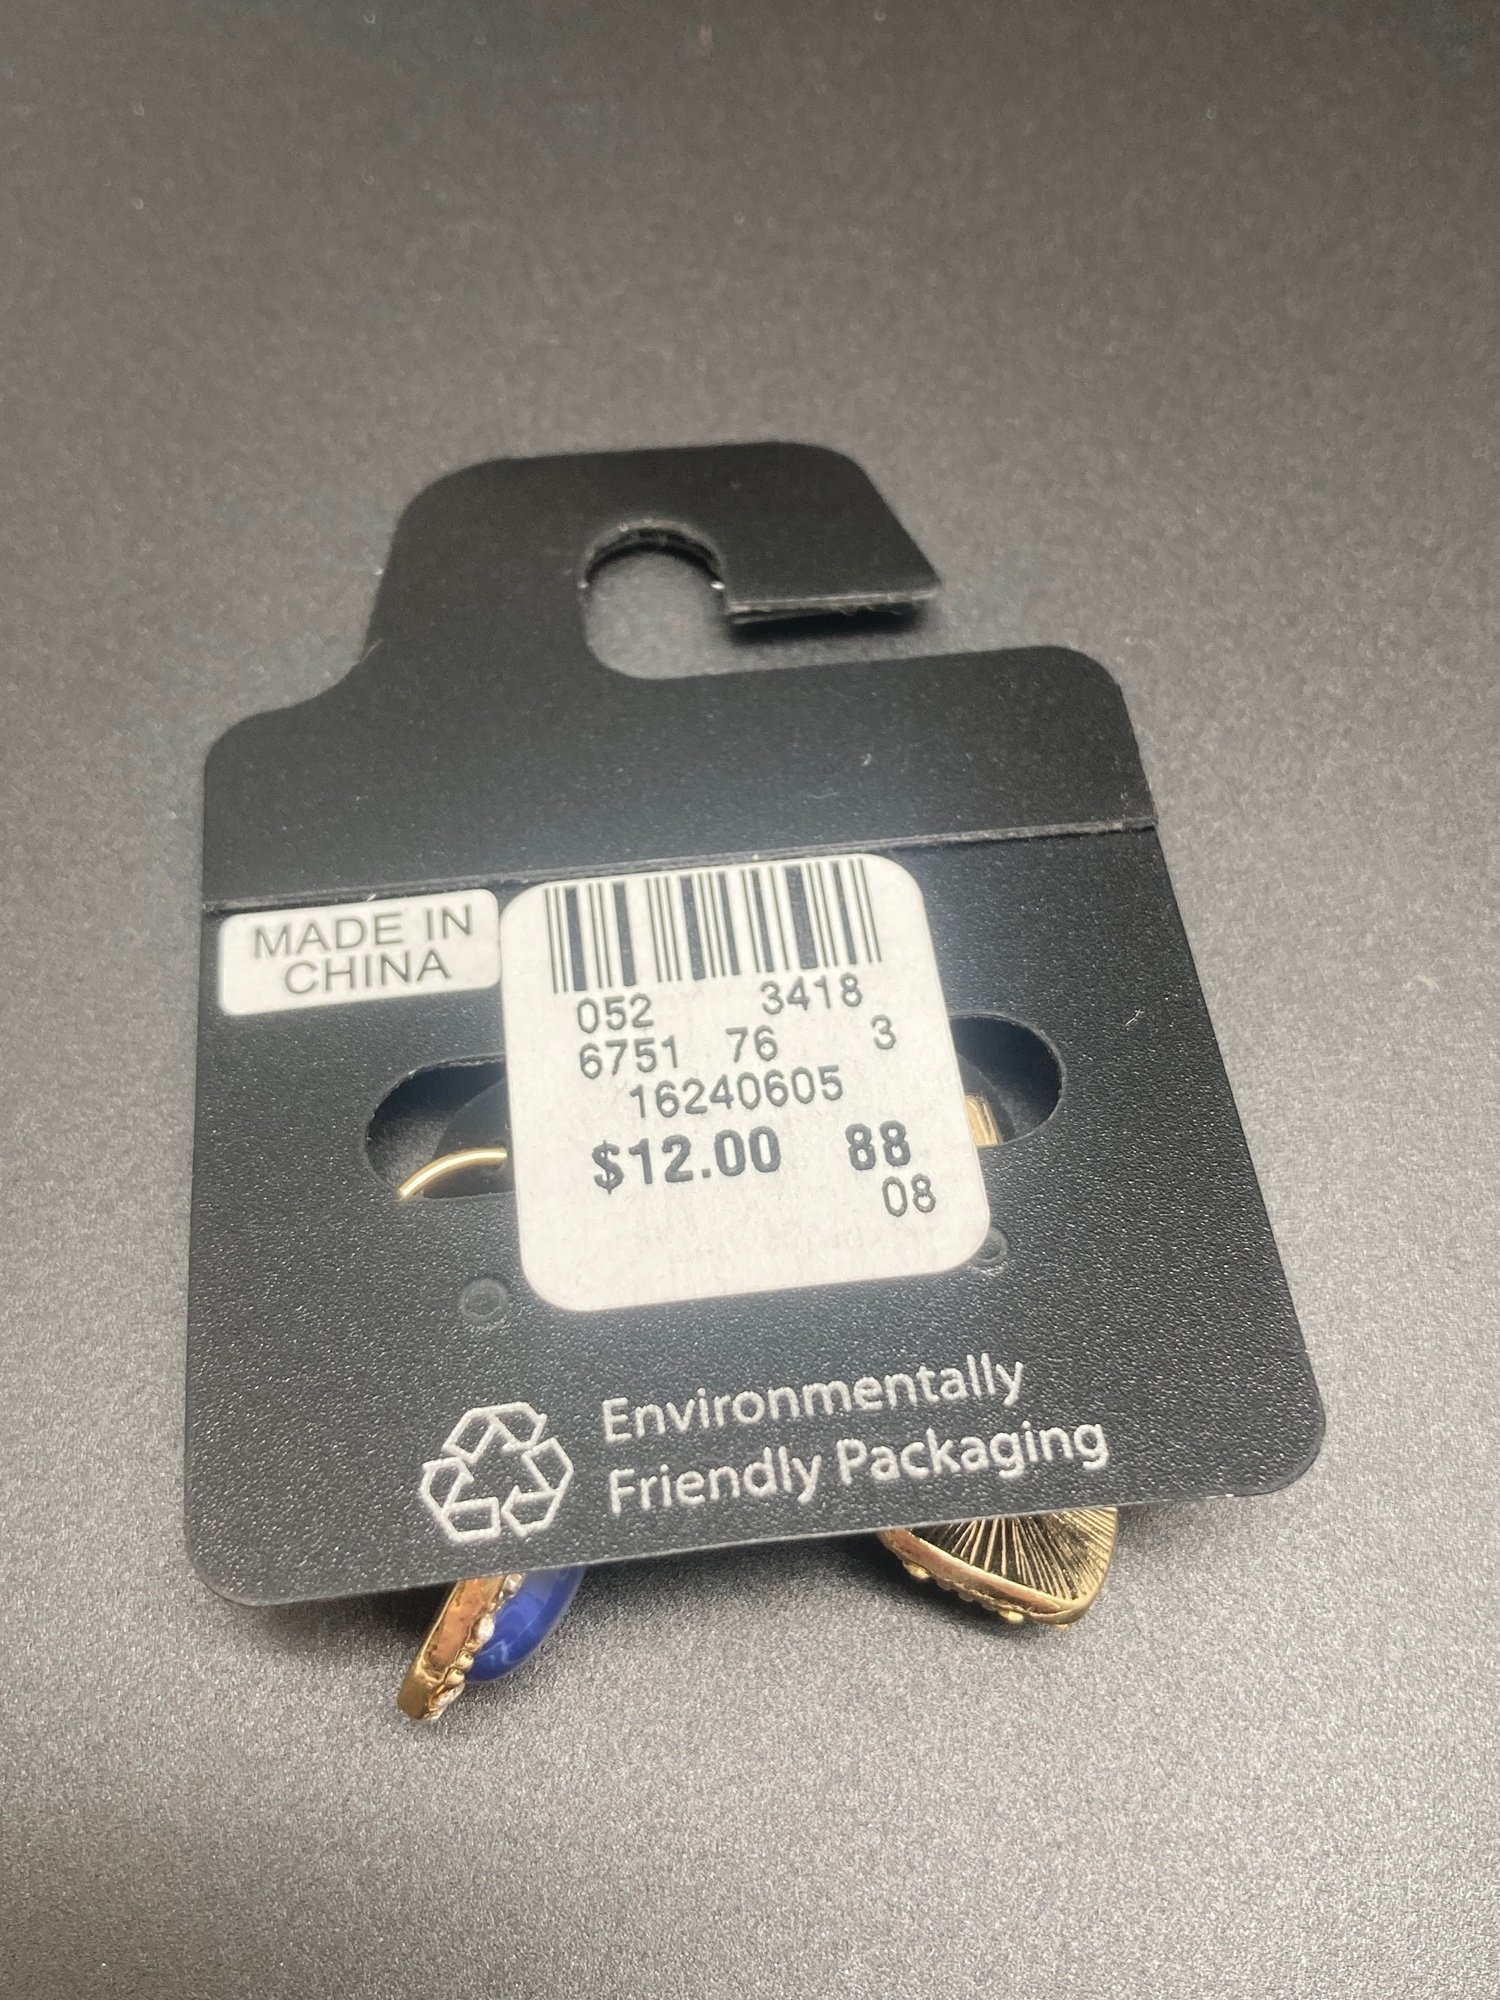 MADE IN
CHINA
052 3418
6751 76 3
16240605
$12.00 88
08
Environmentally
Friendly Packaging